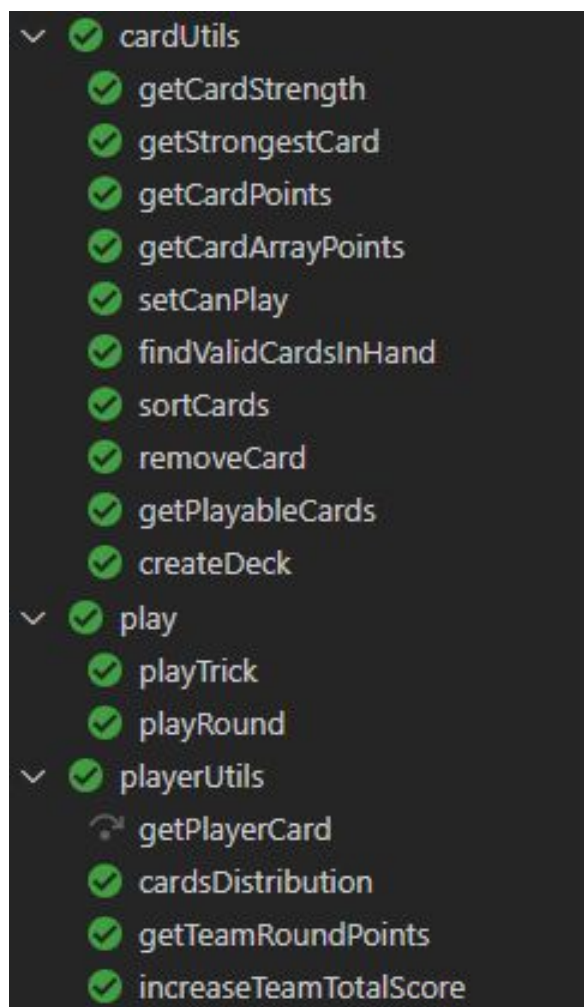 cardUtils
getCardStrength
getStrongestCard
getCardPoints
getCardArrayPoints
setCanPlay
findValidCardsInHand
sortCards
removeCard
getPlayableCards
createDeck
play
playTrick
playRound
playerUtils
getPlayerCard
cardsDistribution
getTeamRoundPoints
increaseTeamTotalScore